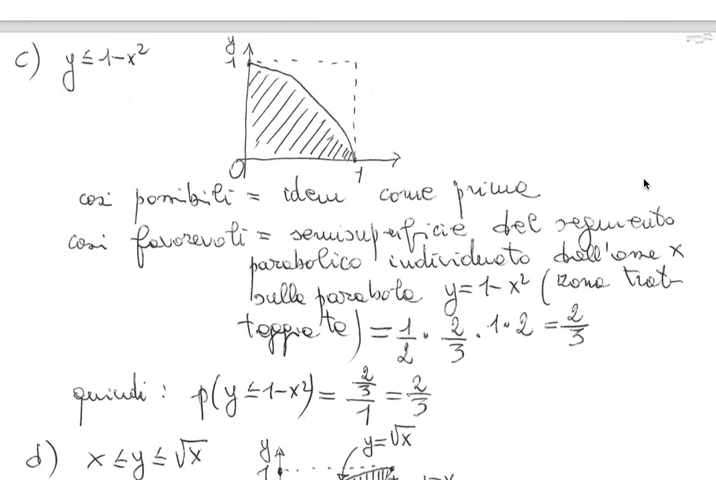 c) y ≤ 1-x²
y
1
O
1
casi possibili = idem come prima
casi favorevoli = semisuperficie del segmento
parabolico individuato dall'asse x
sulla parabola y = 1-x² (zona trat-
teggiata) = 1/2 · 2/3 · 1 · 2 = 2/3
quindi : p(y ≤ 1-x²) = (2/3)/1 = 2/3
d) x ≤ y ≤ √x
y
1
y=√x